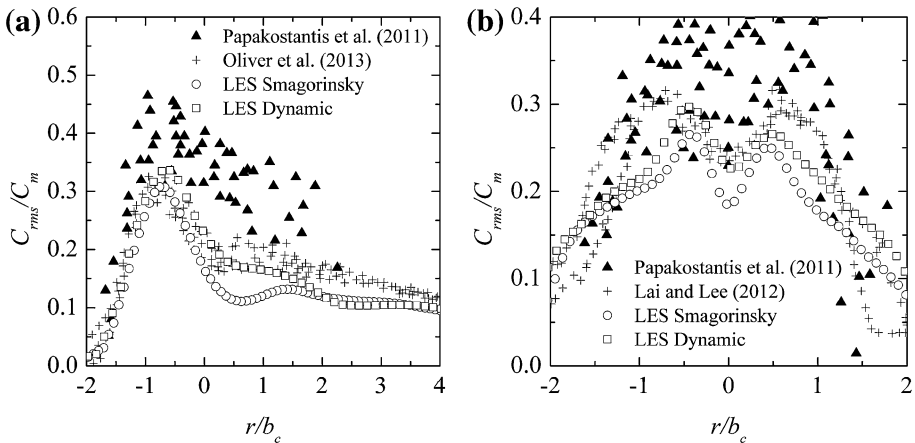 (a)
0.6
0.5
0.4
0.3
0.2
0.1
0.0
C_rms/C_m
Papakostantis et al. (2011)
Oliver et al. (2013)
LES Smagorinsky
LES Dynamic
-2
-1
0
1
2
3
4
r/b_c
(b)
0.4
0.3
0.2
0.1
0.0
C_rms/C_m
Papakostantis et al. (2011)
Lai and Lee (2012)
LES Smagorinsky
LES Dynamic
-2
-1
0
1
2
r/b_c